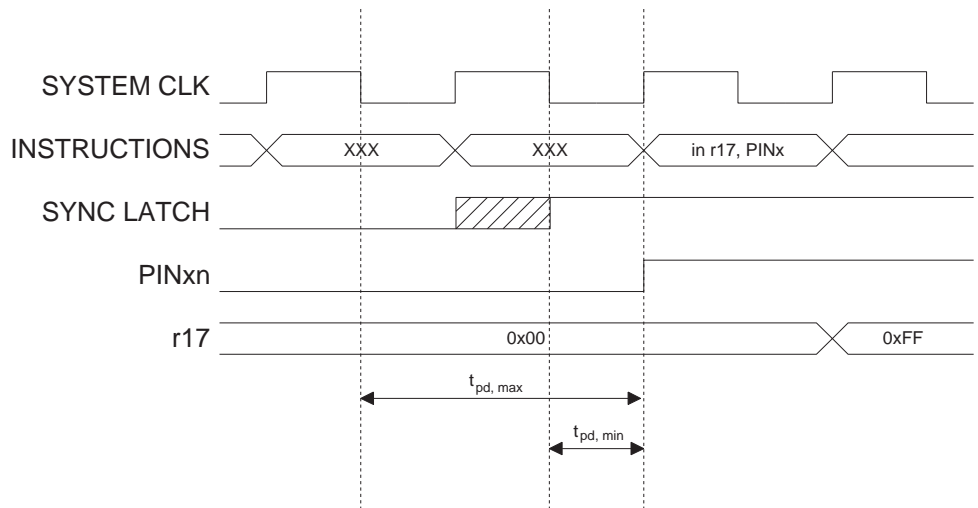 SYSTEM CLK
INSTRUCTIONS XXX XXX in r17, PINx
SYNC LATCH
PINxn
r17 0x00 0xFF
tpd, max
tpd, min